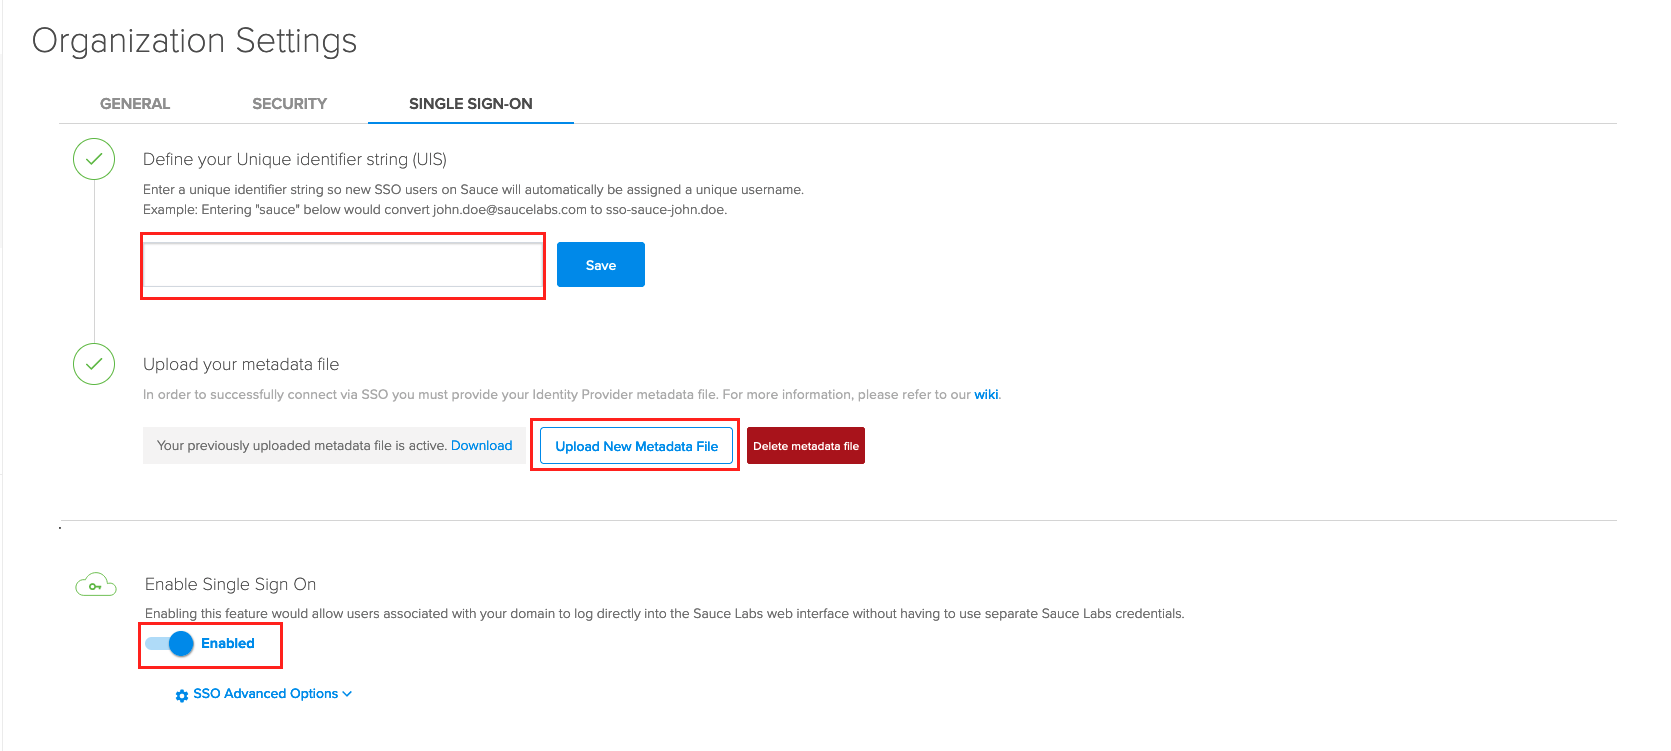 Organization Settings
GENERAL SECURITY SINGLE SIGN-ON
Define your Unique identifier string (UIS)
Enter a unique identifier string so new SSO users on Sauce will automatically be assigned a unique username.
Example: Entering "sauce" below would convert john.doe@saucelabs.com to sso-sauce-john.doe.
Save
Upload your metadata file
In order to successfully connect via SSO you must provide your Identity Provider metadata file. For more information, please refer to our wiki.
Your previously uploaded metadata file is active. Download Upload New Metadata File Delete metadata file
Enable Single Sign On
Enabling this feature would allow users associated with your domain to log directly into the Sauce Labs web interface without having to use separate Sauce Labs credentials.
Enabled
SSO Advanced Options